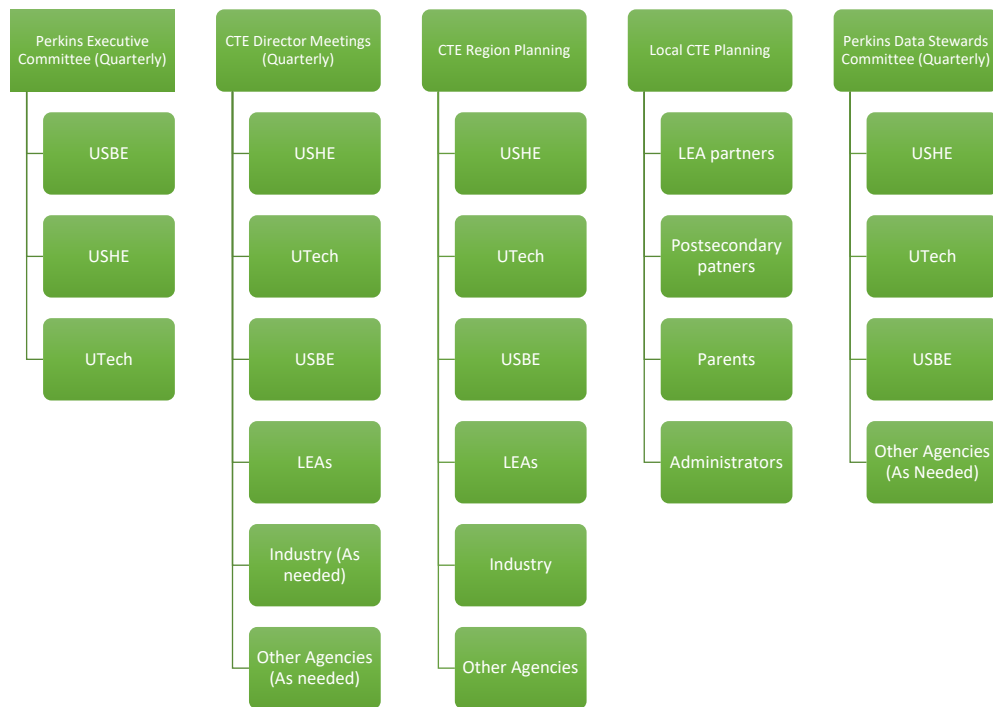 Perkins Executive
Committee (Quarterly)
USBE
USHE
UTech
CTE Director Meetings
(Quarterly)
USHE
UTech
USBE
LEAs
Industry (As
needed)
Other Agencies
(As needed)
CTE Region Planning
USHE
UTech
USBE
LEAs
Industry
Other Agencies
Local CTE Planning
LEA partners
Postsecondary
patners
Parents
Administrators
Perkins Data Stewards
Committee (Quarterly)
USHE
UTech
USBE
Other Agencies
(As Needed)